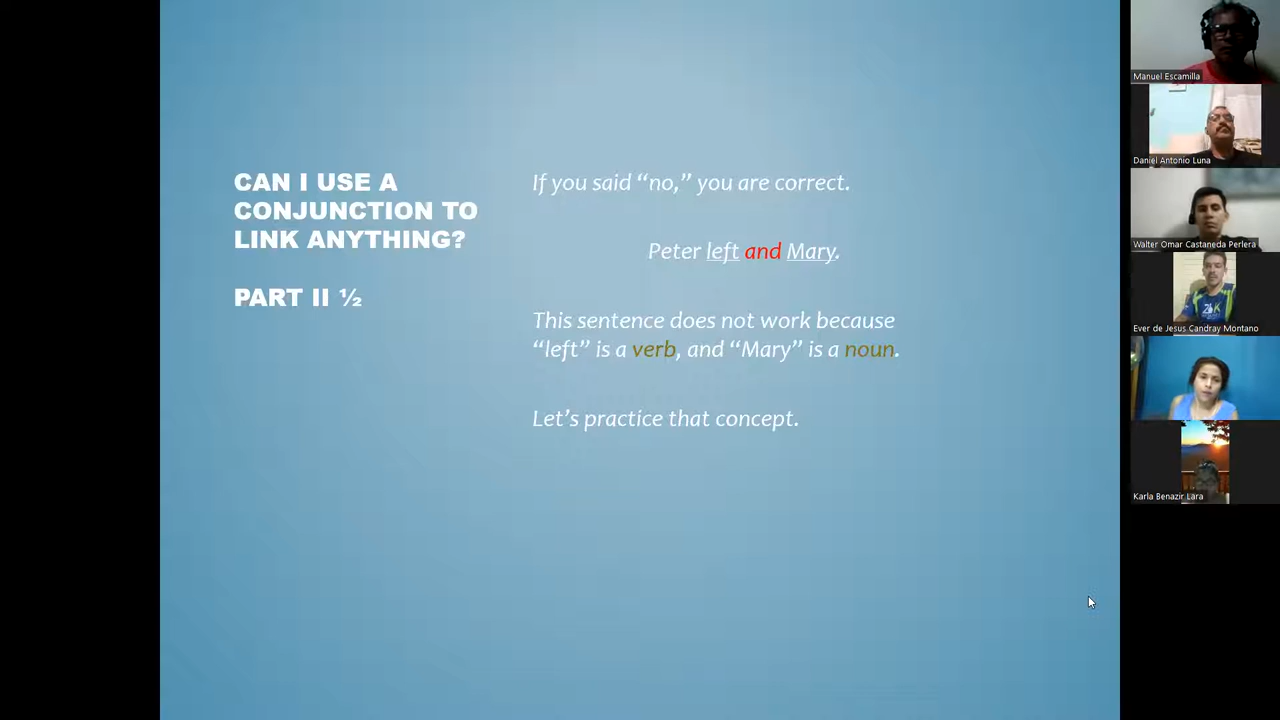 CAN I USE A
CONJUNCTION TO
LINK ANYTHING?
PART II ½
If you said “no,” you are correct.
Peter left and Mary.
This sentence does not work because
“left” is a verb, and “Mary” is a noun.
Let’s practice that concept.
Manuel Escamilla
Daniel Antonio Luna
Walter Omar Castaneda Perlera
Ever de Jesus Candray Montano
Karla Benazir Lara